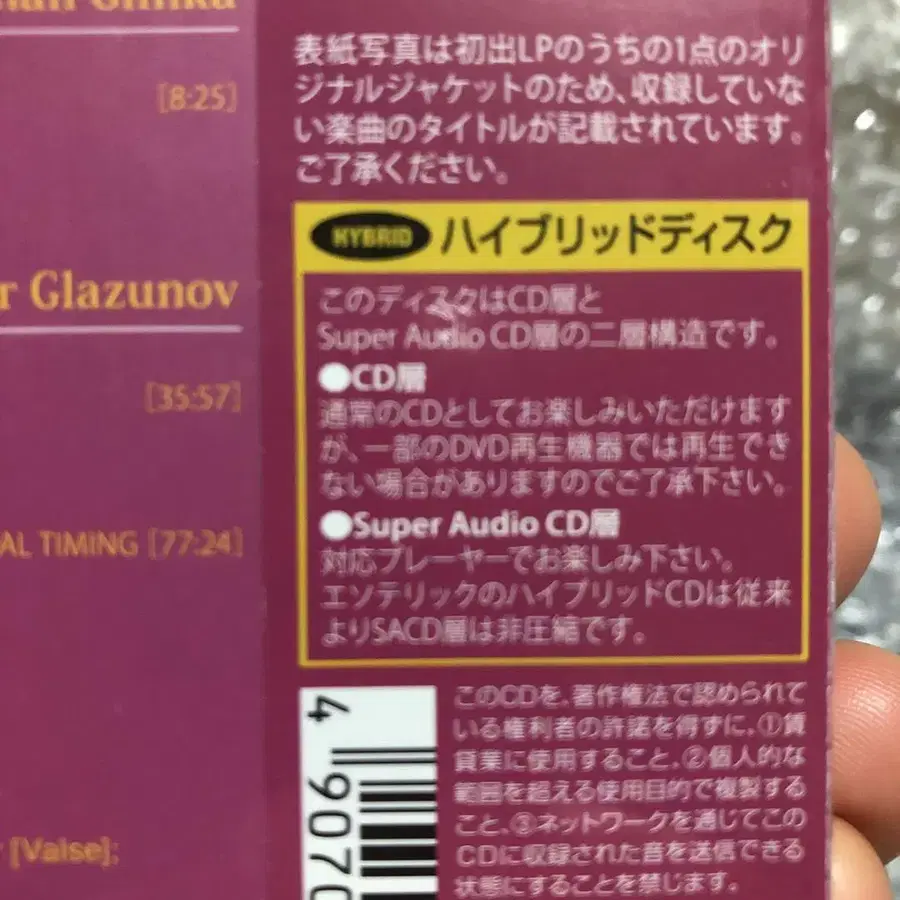 [8:25]
r Glazunov
[35:57]
AL TIMING [77:24]
[Valse];
表紙写真は初出LPのうちの1点のオリ
ジナルジャケットのため、収録していな
い楽曲のタイトルが記載されています。
ご了承ください。
HYBRID ハイブリッドディスク
このディスクはCD層と
Super Audio CD層の二層構造です。
●CD層
通常のCDとしてお楽しみいただけます
が、一部のDVD再生機器では再生でき
ない場合がありますのでご了承下さい。
●Super Audio CD層
対応プレーヤーでお楽しみ下さい。
エソテリックのハイブリッドCDは従来
よりSACD層は非圧縮です。
4 9070
このCDを、著作権法で認められて
いる権利者の許諾を得ずに、①賃
貸業に使用すること、②個人的な
範囲を超える使用目的で複製する
こと、③ネットワークを通じてこの
CDに収録された音を送信できる
状態にすることを禁じます。